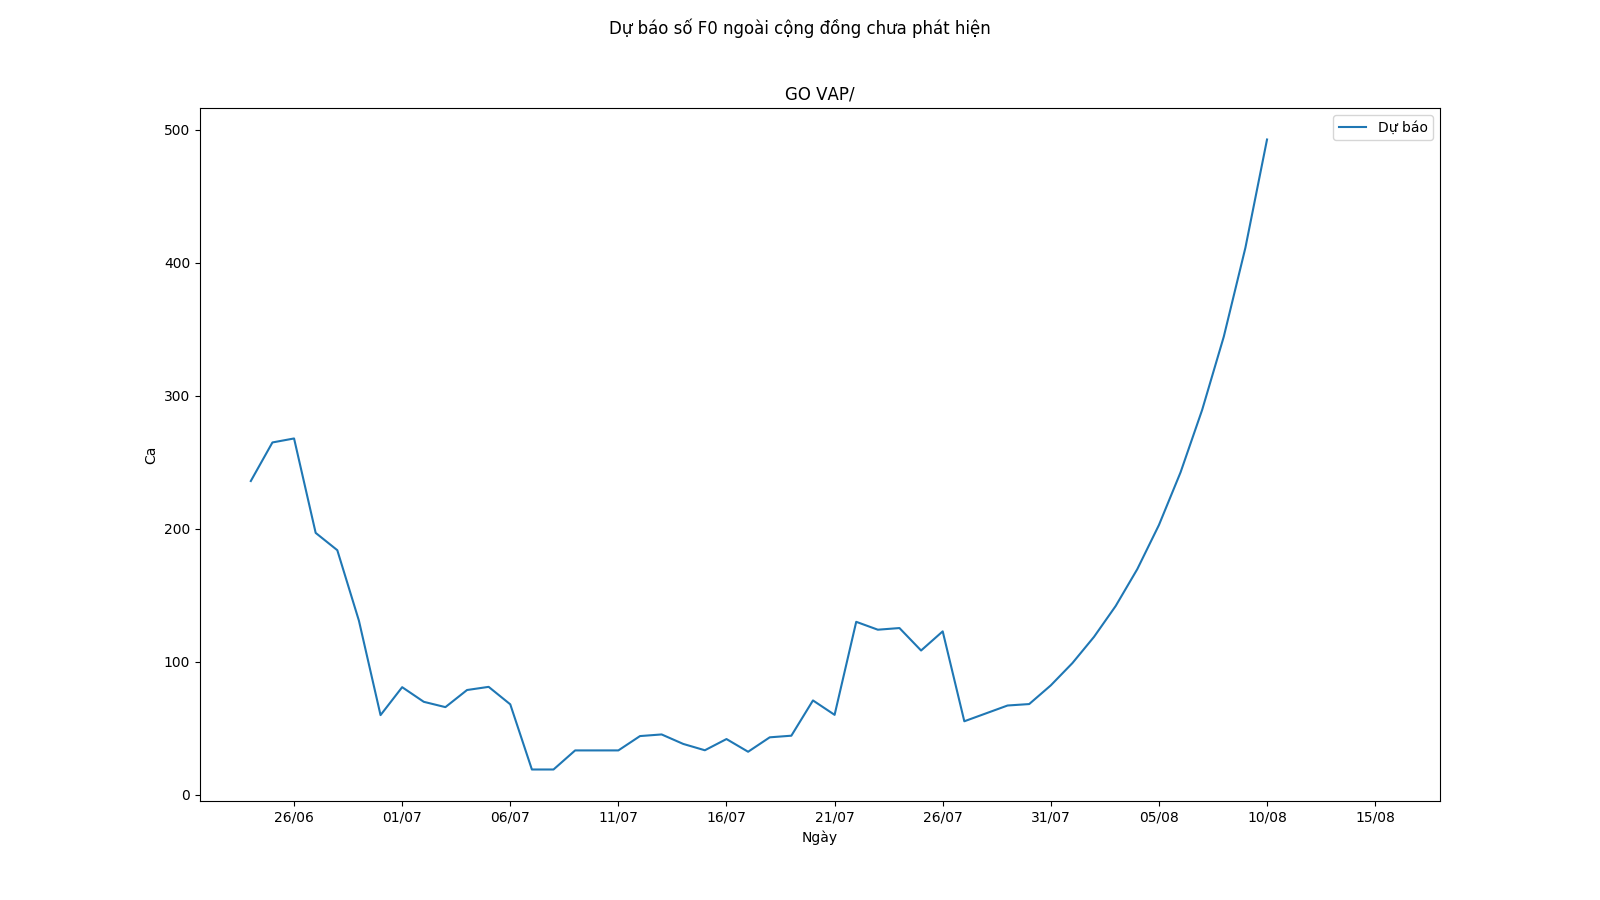 Dự báo số F0 ngoài cộng đồng chưa phát hiện
GO VAP/
Dự báo
500
400
300
200
100
0
Ca
26/06 01/07 06/07 11/07 16/07 21/07 26/07 31/07 05/08 10/08 15/08
Ngày